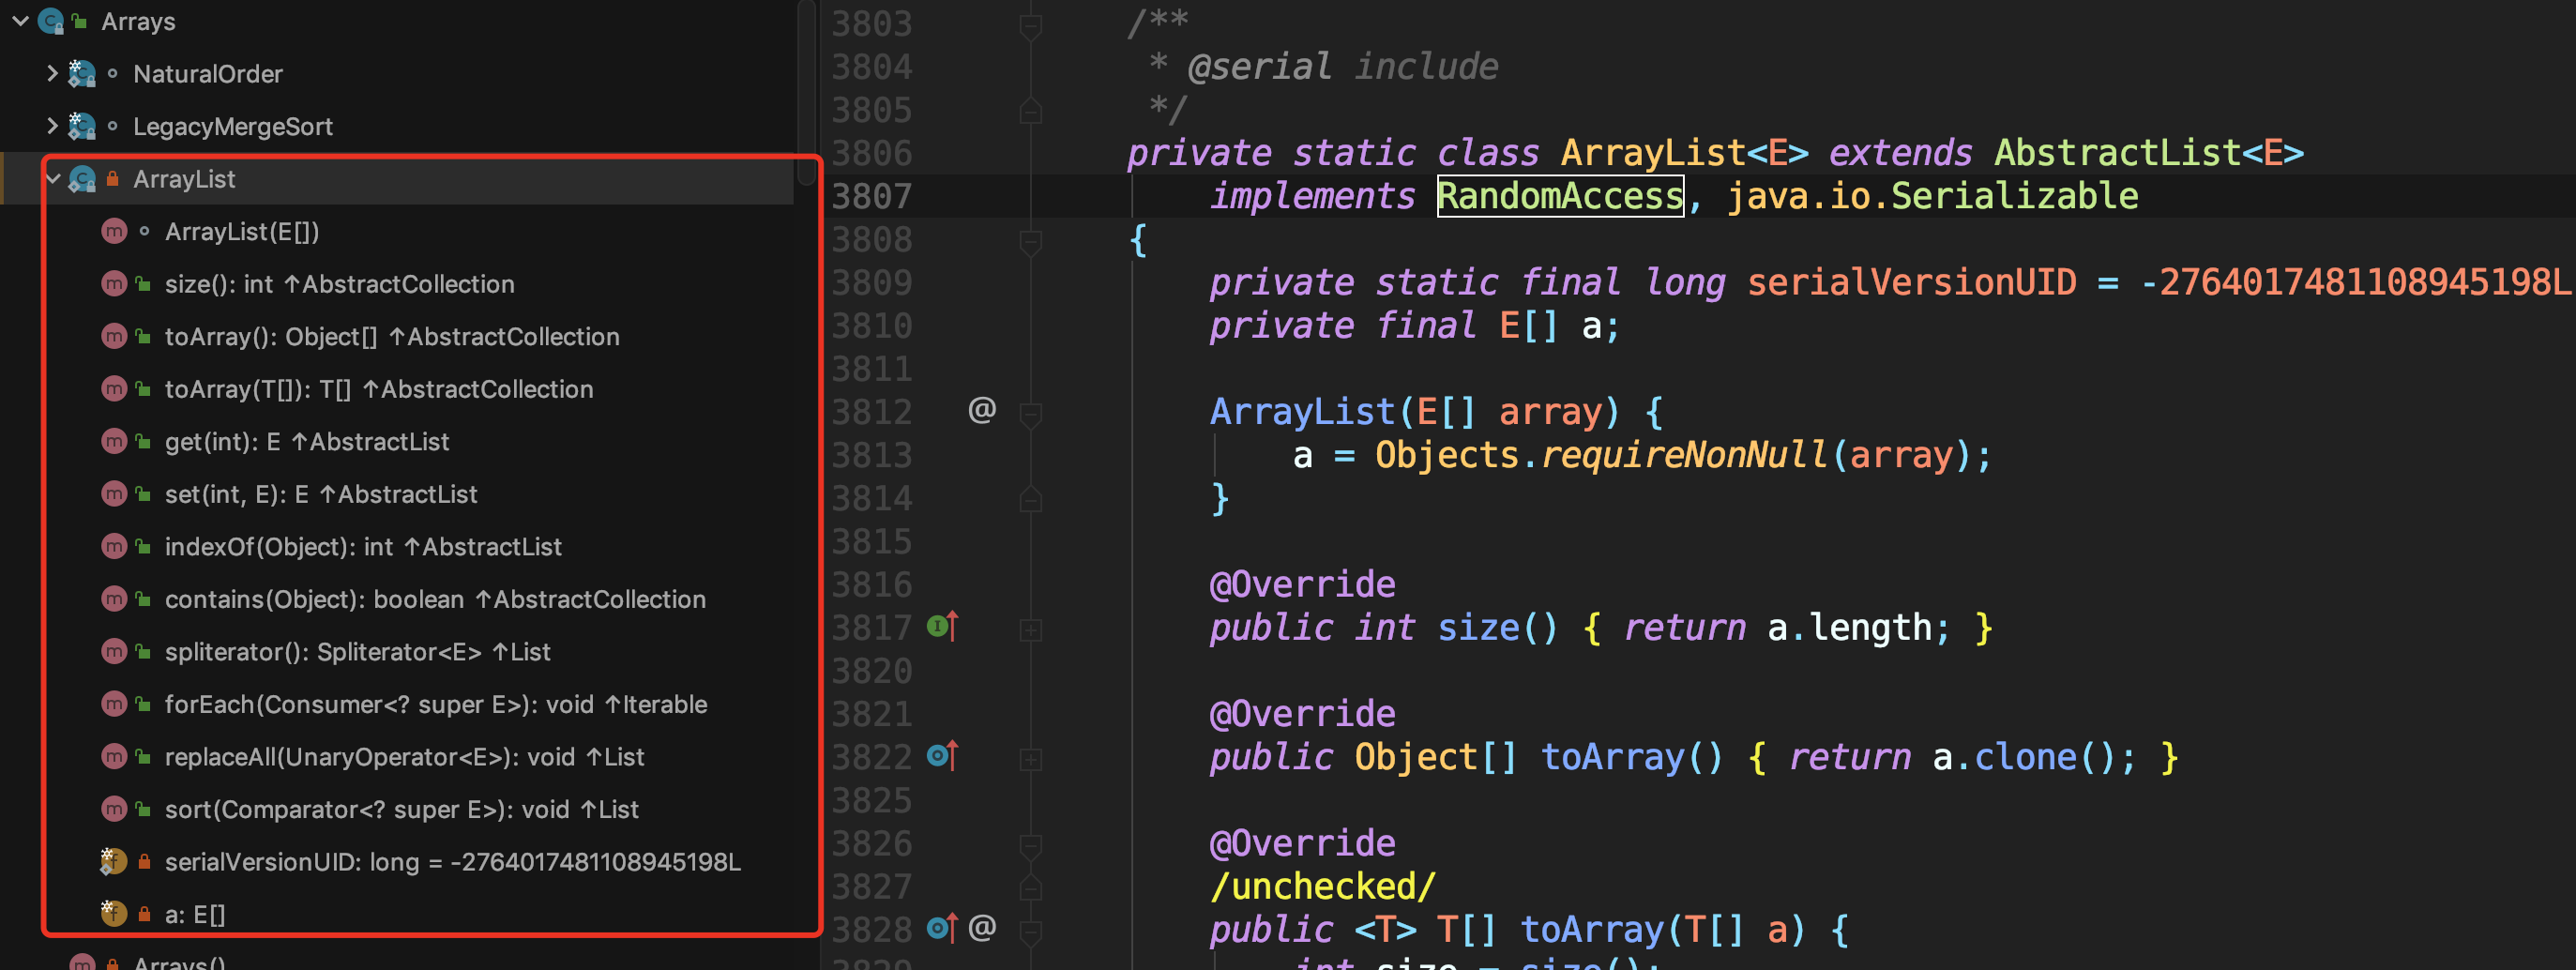 Arrays
NaturalOrder
LegacyMergeSort
ArrayList
ArrayList(E[])
size(): int ↑AbstractCollection
toArray(): Object[] ↑AbstractCollection
toArray(T[]): T[] ↑AbstractCollection
get(int): E ↑AbstractList
set(int, E): E ↑AbstractList
indexOf(Object): int ↑AbstractList
contains(Object): boolean ↑AbstractCollection
spliterator(): Spliterator<E> ↑List
forEach(Consumer<? super E>): void ↑Iterable
replaceAll(UnaryOperator<E>): void ↑List
sort(Comparator<? super E>): void ↑List
serialVersionUID: long = -2764017481108945198L
a: E[]
Arrays()
3803 /**
3804 * @serial include
3805 */
3806 private static class ArrayList<E> extends AbstractList<E>
3807 implements RandomAccess, java.io.Serializable
3808 {
3809 private static final long serialVersionUID = -2764017481108945198L
3810 private final E[] a;
3811
3812 @ ArrayList(E[] array) {
3813 a = Objects.requireNonNull(array);
3814 }
3815
3816 @Override
3817 public int size() { return a.length; }
3820
3821 @Override
3822 public Object[] toArray() { return a.clone(); }
3825
3826 @Override
3827 /unchecked/
3828 @ public <T> T[] toArray(T[] a) {
3829 int size = size();